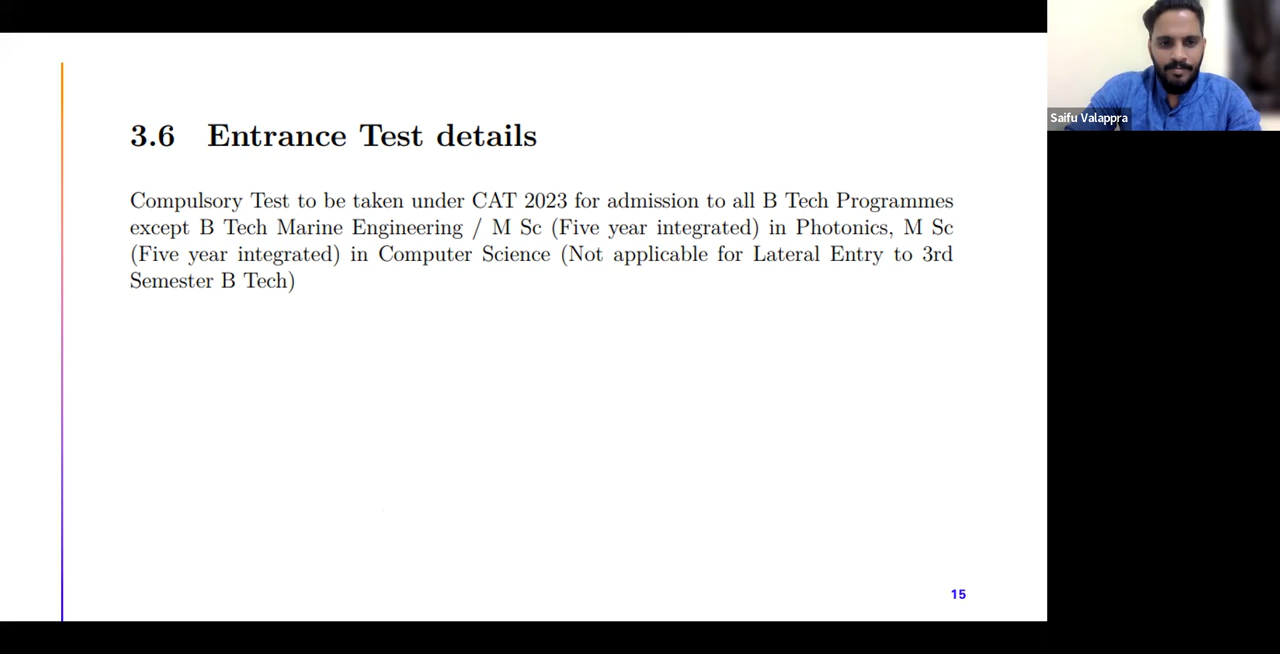 3.6 Entrance Test details
Compulsory Test to be taken under CAT 2023 for admission to all B Tech Programmes
except B Tech Marine Engineering / M Sc (Five year integrated) in Photonics, M Sc
(Five year integrated) in Computer Science (Not applicable for Lateral Entry to 3rd
Semester B Tech)
15
Saifu Valappra